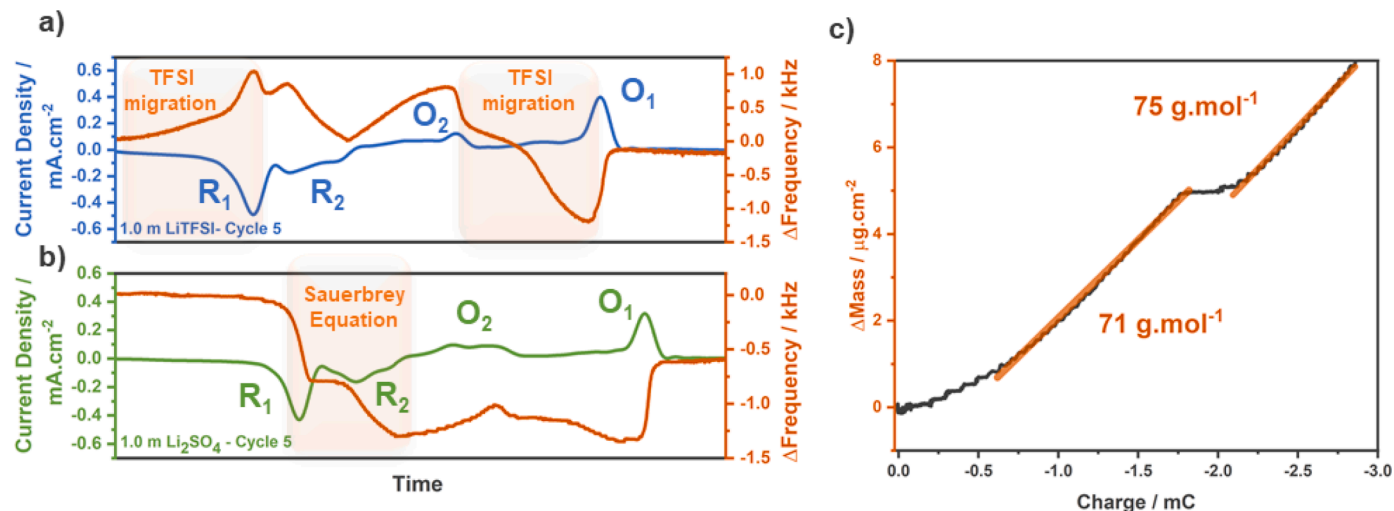 a)
Current Density /
mA.cm⁻²
0.6
0.4
0.2
0.0
-0.2
-0.4
-0.6
TFSI
migration
R₁
R₂
O₂
TFSI
migration
O₁
1.0 m LiTFSI- Cycle 5
1.0
0.5
0.0
-0.5
-1.0
-1.5
ΔFrequency / kHz
b)
Current Density /
mA.cm⁻²
0.6
0.4
0.2
0.0
-0.2
-0.4
-0.6
Sauerbrey
Equation
R₁
R₂
O₂
O₁
1.0 m Li₂SO₄ - Cycle 5
0.0
-0.5
-1.0
-1.5
ΔFrequency / kHz
Time
c)
ΔMass / μg.cm⁻²
8
6
4
2
0
75 g.mol⁻¹
71 g.mol⁻¹
0.0
-0.5
-1.0
-1.5
-2.0
-2.5
-3.0
Charge / mC